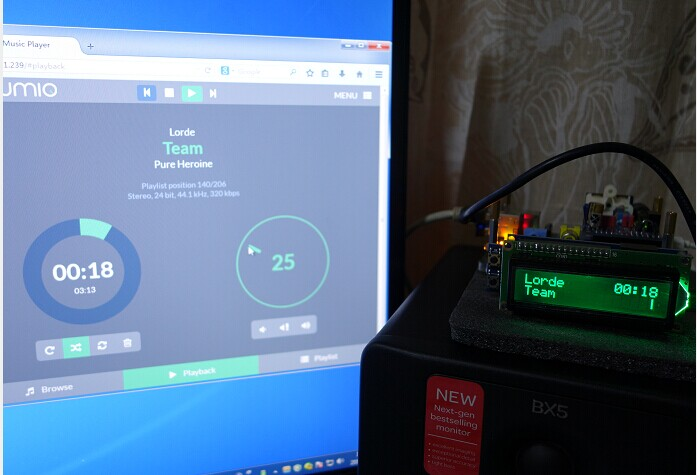 Music Player
1.239/#playback
UMIO
MENU
Lorde
Team
Pure Heroine
Playlist position 140/206
Stereo, 24 bit, 44.1 kHz, 320 kbps
00:18
03:13
25
Browse
Playback
Playlist
Lorde 00:18
Team
NEW
Next-gen
bestselling
monitor
BX5